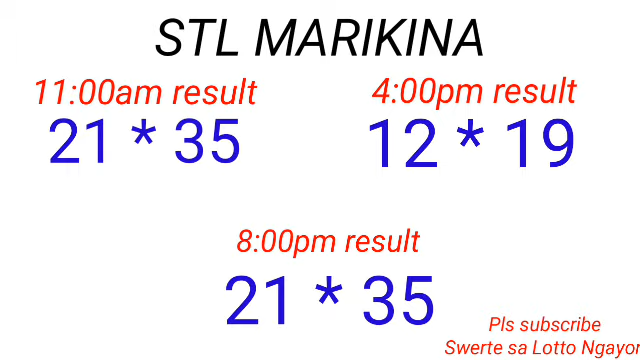 STL MARIKINA
11:00am result
21 * 35
4:00pm result
12 * 19
8:00pm result
21 * 35
Pls subscribe
Swerte sa Lotto Ngayon